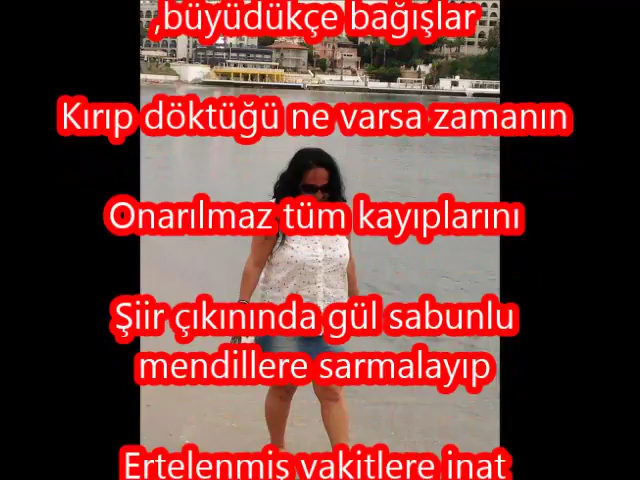 ,büyüdükçe bağışlar
Kırıp döktüğü ne varsa zamanın
Onarılmaz tüm kayıplarını
Şiir çıkınında gül sabunlu
mendillere sarmalayıp
Ertelenmiş vakitlere inat